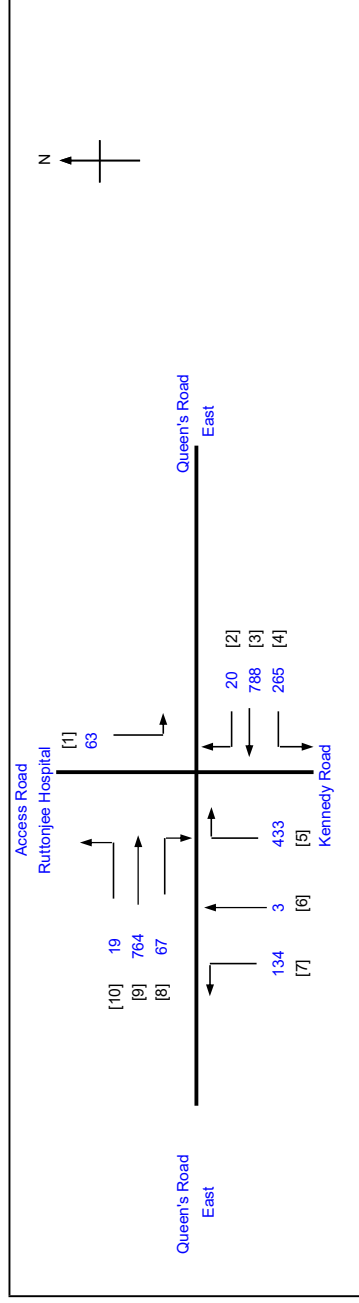 N
Access Road
Ruttonjee Hospital
[1]
63
[10] 19
[9] 764
[8] 67
Queen's Road
East
Queen's Road
East
20 [2]
788 [3]
265 [4]
134 3 433
[7] [6] [5]
Kennedy Road